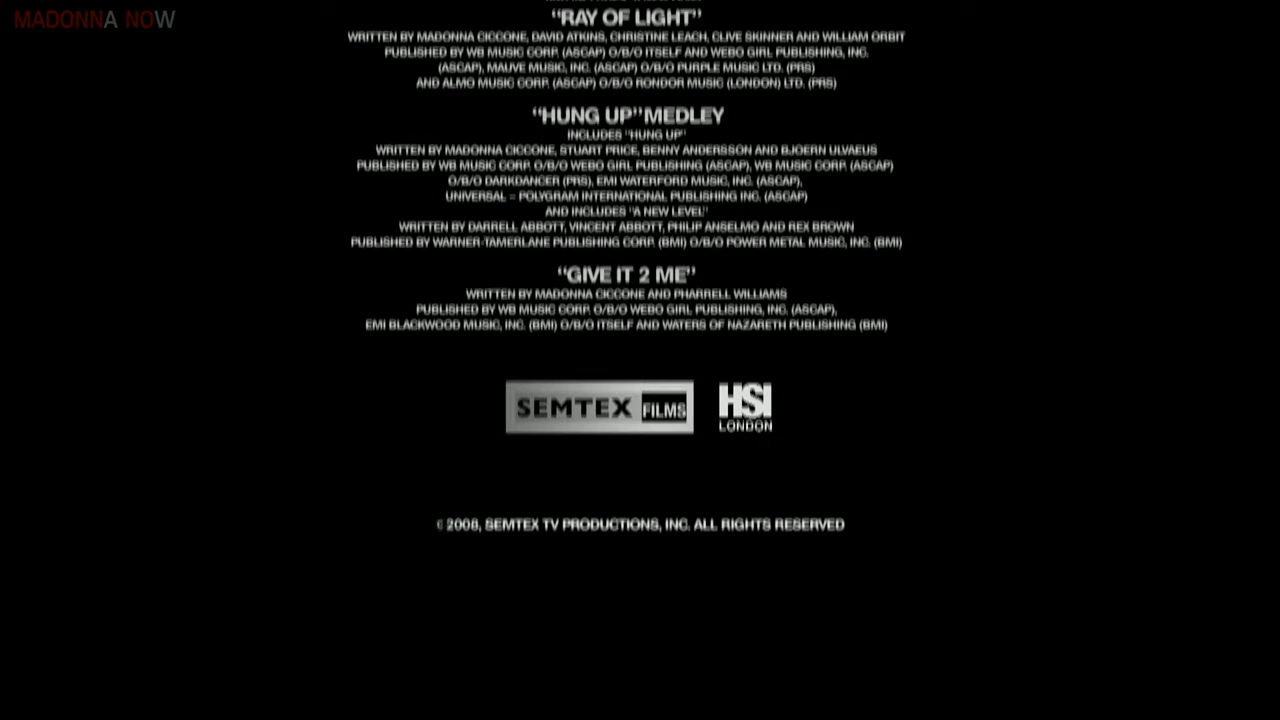 MADONNA NOW
"RAY OF LIGHT"
WRITTEN BY MADONNA CICCONE, DAVID ATKINS, CHRISTINE LEACH, CLIVE SKINNER AND WILLIAM ORBIT
PUBLISHED BY WB MUSIC CORP. (ASCAP) O/B/O ITSELF AND WEBO GIRL PUBLISHING, INC.
(ASCAP), MAUVE MUSIC, INC. (ASCAP) O/B/O PURPLE MUSIC LTD. (PRS)
AND ALMO MUSIC CORP. (ASCAP) O/B/O RONDOR MUSIC (LONDON) LTD. (PRS)
"HUNG UP" MEDLEY
INCLUDES "HUNG UP"
WRITTEN BY MADONNA CICCONE, STUART PRICE, BENNY ANDERSSON AND BJOERN ULVAEUS
PUBLISHED BY WB MUSIC CORP. O/B/O WEBO GIRL PUBLISHING (ASCAP), WB MUSIC CORP. (ASCAP)
O/B/O DARKDANCER (PRS), EMI WATERFORD MUSIC, INC. (ASCAP),
UNIVERSAL = POLYGRAM INTERNATIONAL PUBLISHING INC. (ASCAP)
AND INCLUDES "A NEW LEVEL"
WRITTEN BY DARRELL ABBOTT, VINCENT ABBOTT, PHILIP ANSELMO AND REX BROWN
PUBLISHED BY WARNER-TAMERLANE PUBLISHING CORP. (BMI) O/B/O POWER METAL MUSIC, INC. (BMI)
"GIVE IT 2 ME"
WRITTEN BY MADONNA CICCONE AND PHARRELL WILLIAMS
PUBLISHED BY WB MUSIC CORP. O/B/O WEBO GIRL PUBLISHING, INC. (ASCAP),
EMI BLACKWOOD MUSIC, INC. (BMI) O/B/O ITSELF AND WATERS OF NAZARETH PUBLISHING (BMI)
SEMTEX FILMS
HSI
LONDON
© 2008, SEMTEX TV PRODUCTIONS, INC. ALL RIGHTS RESERVED